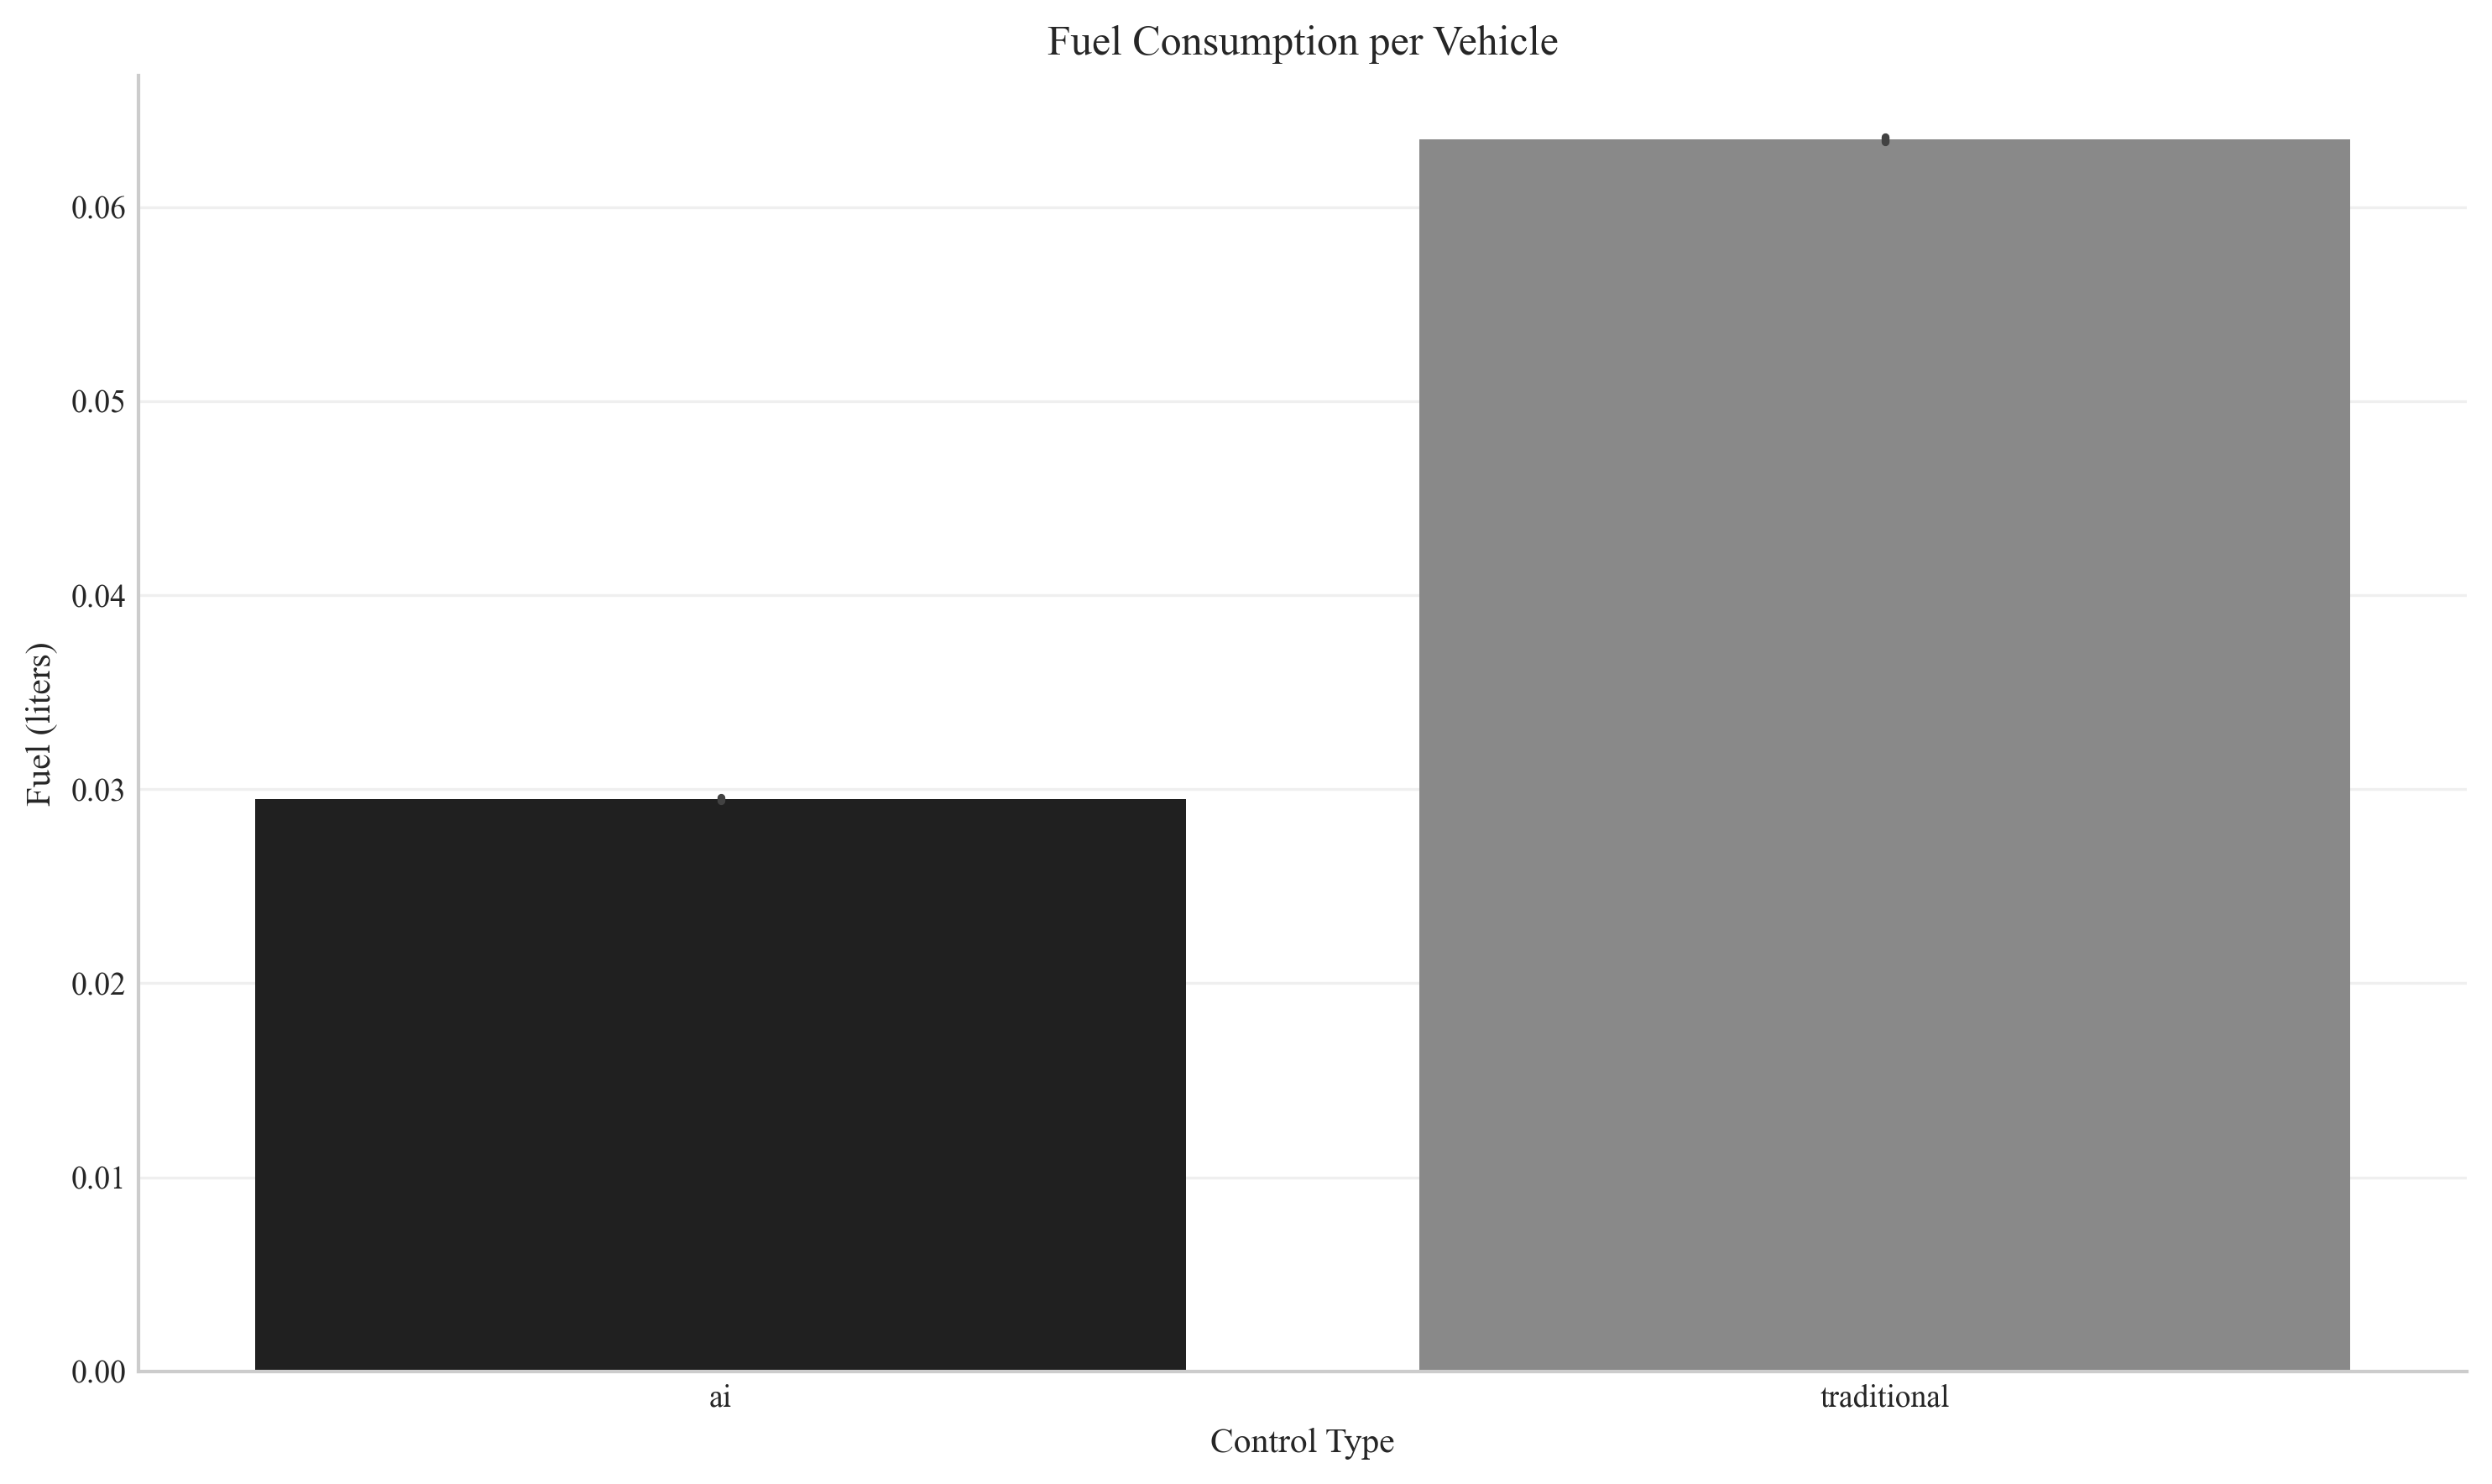 Fuel Consumption per Vehicle
Fuel (liters)
0.06
0.05
0.04
0.03
0.02
0.01
0.00
ai
traditional
Control Type